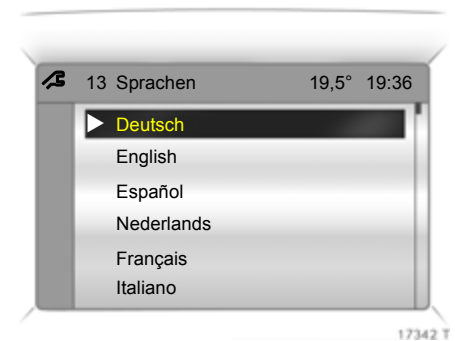 13 Sprachen 19,5° 19:36
Deutsch
English
Español
Nederlands
Français
Italiano
17342 T